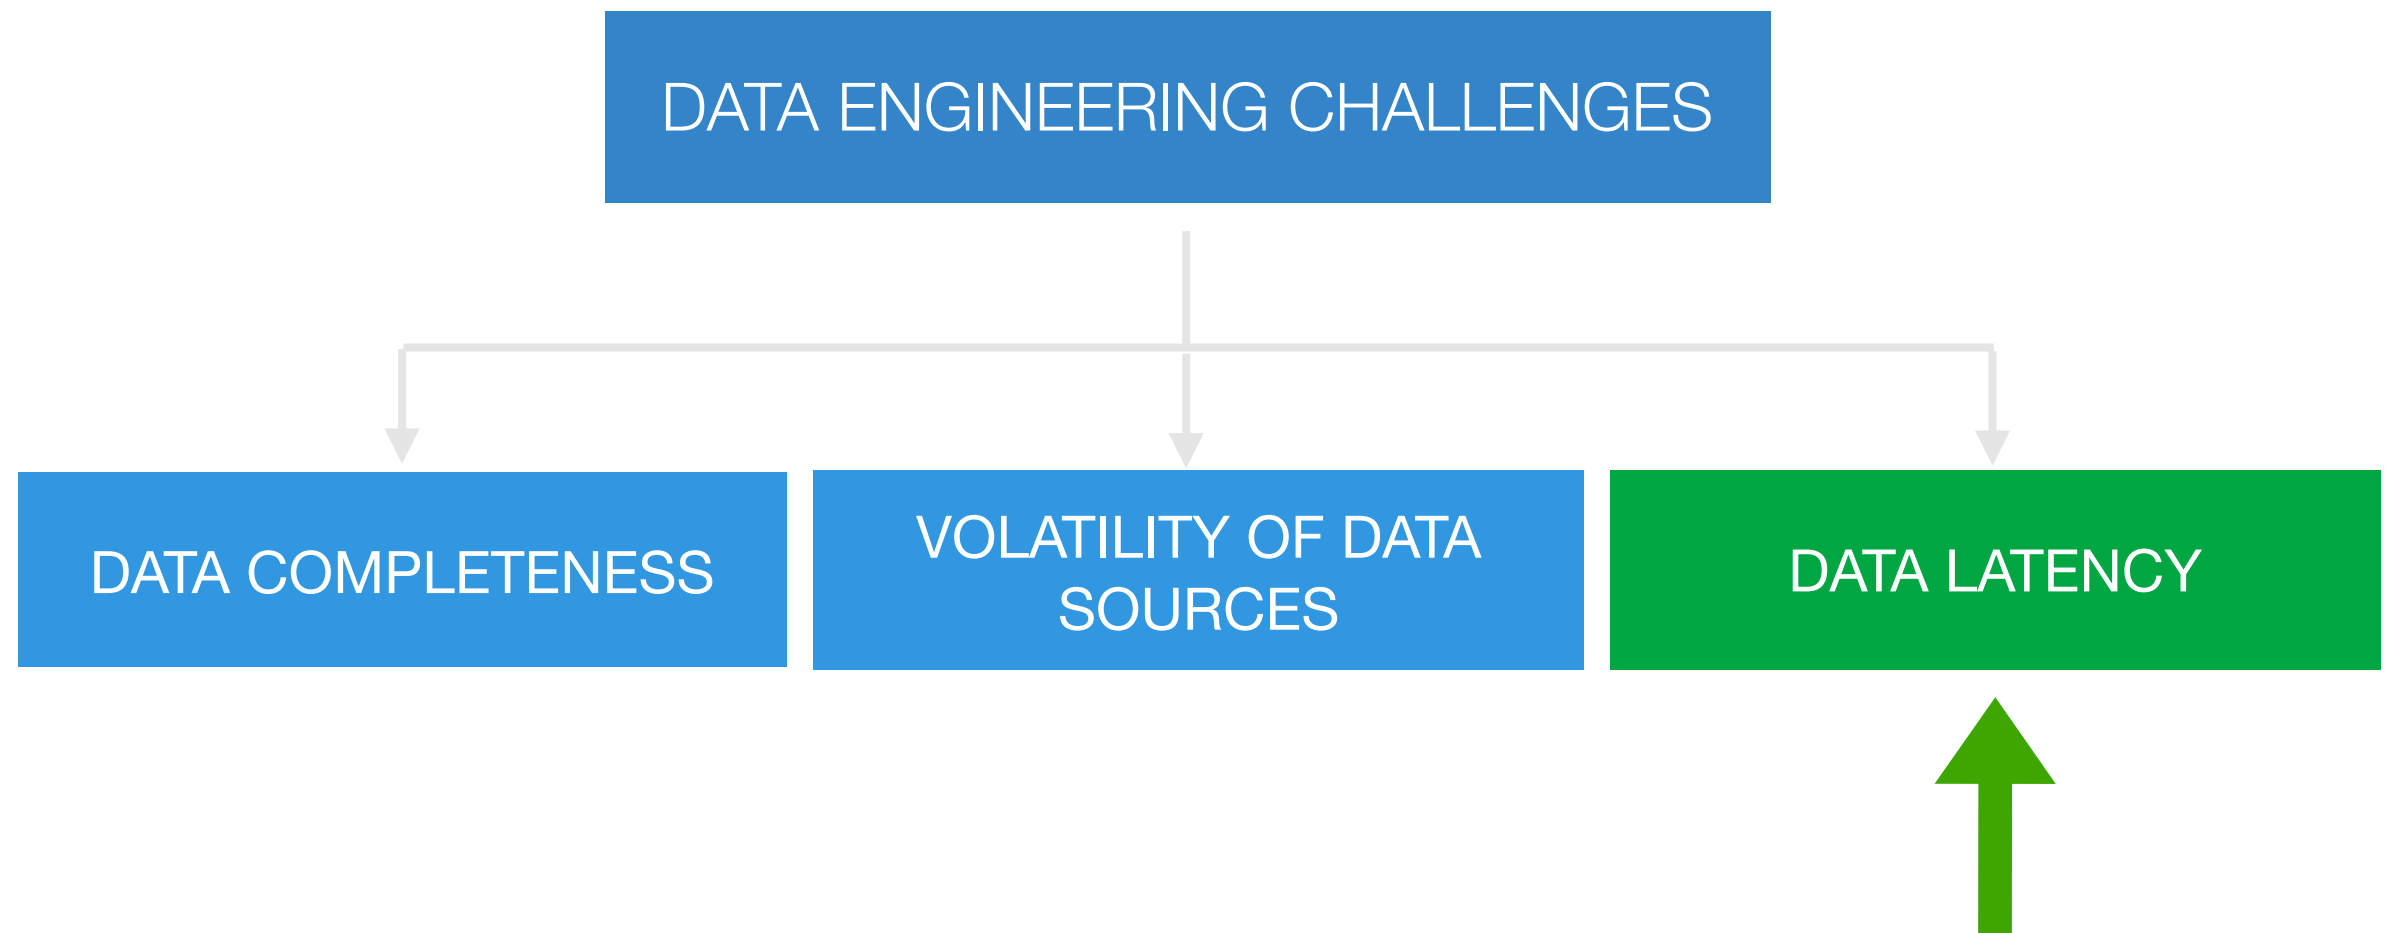 DATA ENGINEERING CHALLENGES
DATA COMPLETENESS
VOLATILITY OF DATA
SOURCES
DATA LATENCY